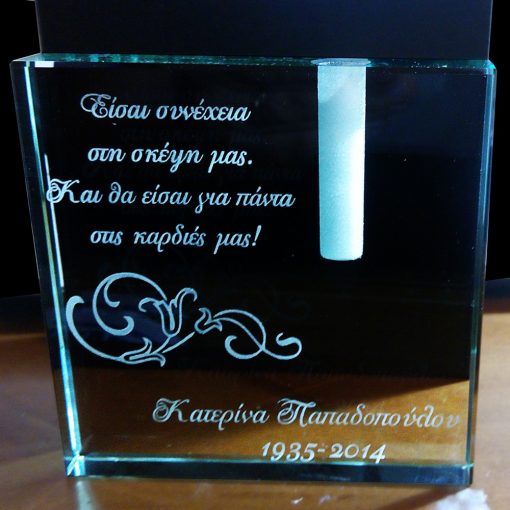 Είσαι συνέχεια
στη σκέψη μας.
Και θα είσαι για πάντα
στις καρδιές μας!
Κατερίνα Παπαδοπούλου
1935-2014